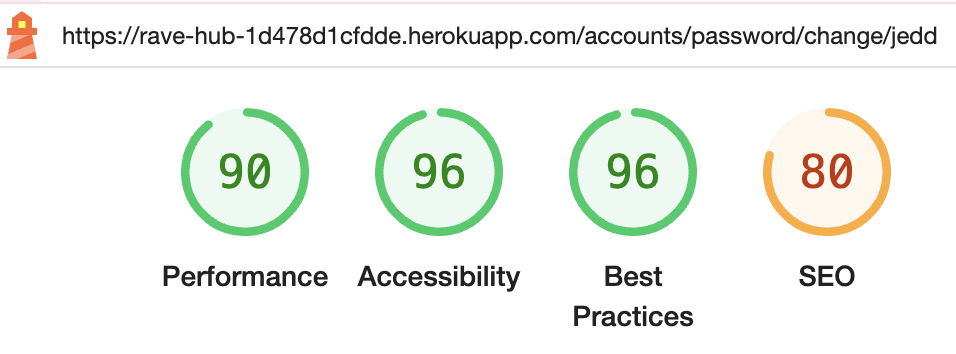 https://rave-hub-1d478d1cfdde.herokuapp.com/accounts/password/change/jedd
90 96 96 80
Performance Accessibility Best Practices SEO